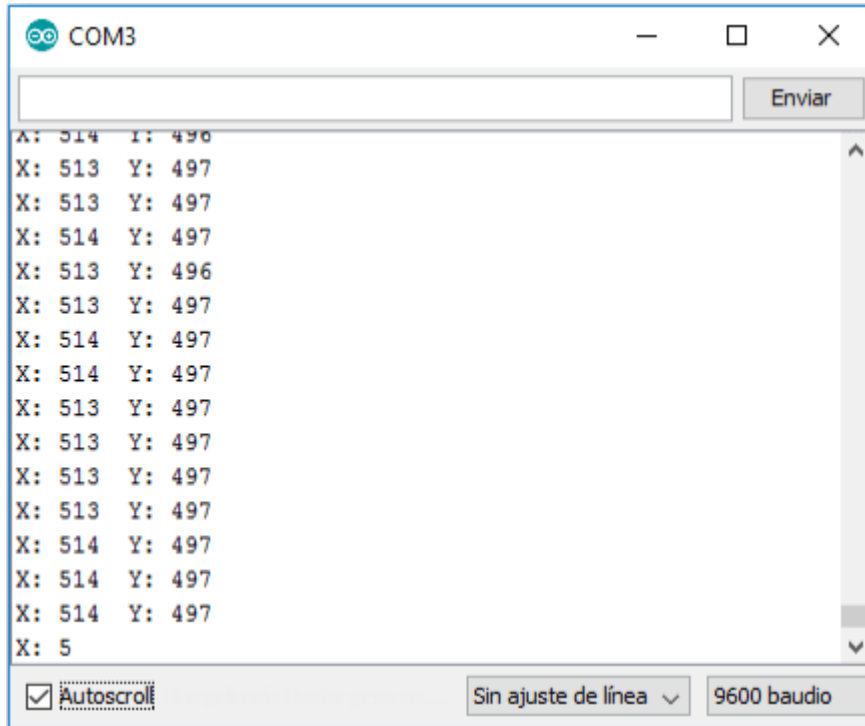 COM3
Enviar
X: 514  Y: 496
X: 513  Y: 497
X: 513  Y: 497
X: 514  Y: 497
X: 513  Y: 496
X: 513  Y: 497
X: 514  Y: 497
X: 514  Y: 497
X: 513  Y: 497
X: 513  Y: 497
X: 513  Y: 497
X: 513  Y: 497
X: 514  Y: 497
X: 514  Y: 497
X: 514  Y: 497
X: 5
Autoscroll Sin ajuste de línea 9600 baudio